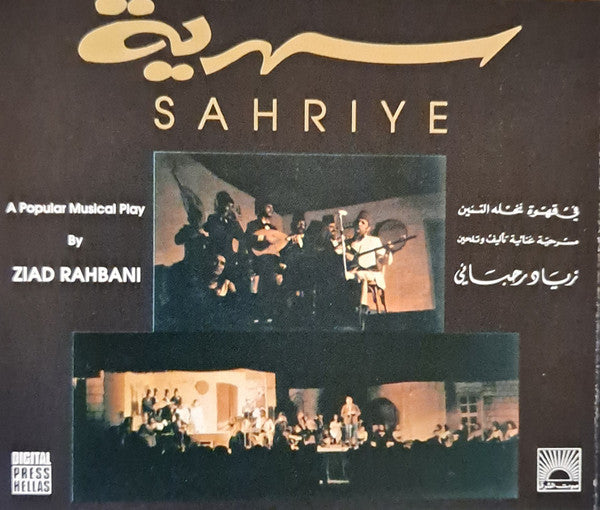 سهرية
SAHRIYE
A Popular Musical Play
By
ZIAD RAHBANI
في قهوة نخله التنين
مسرحية غنائية تأليف وتلحين
زياد رحباني
DIGITAL
PRESS
HELLAS